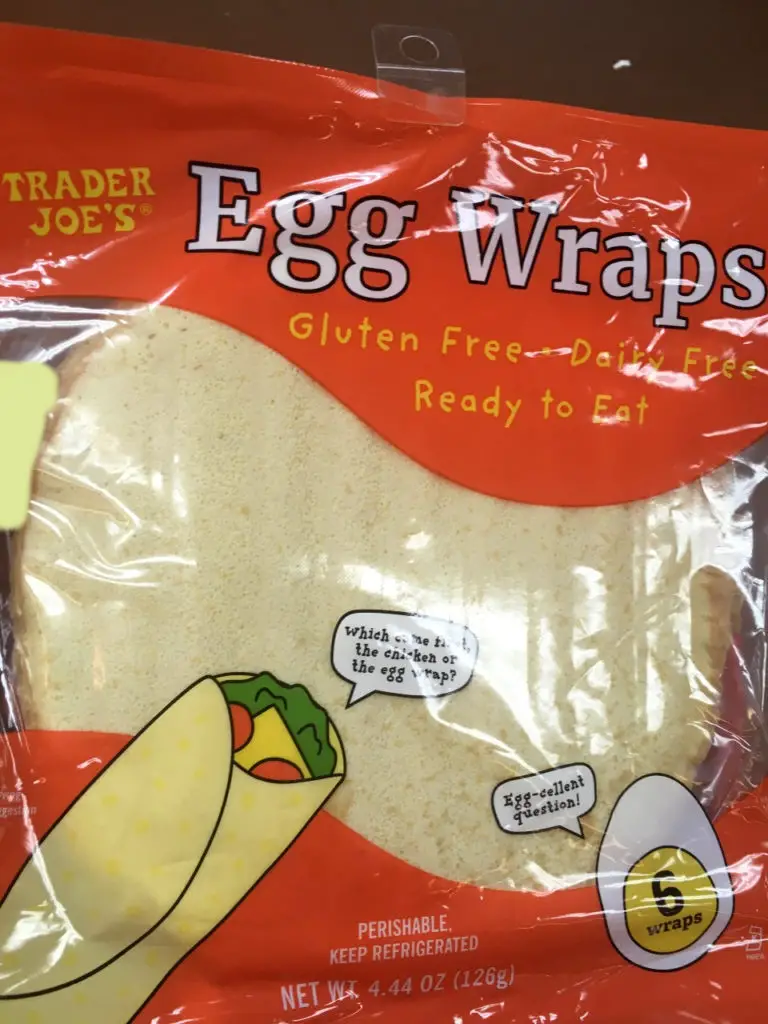 TRADER
JOE'S®
Egg Wraps
Gluten Free - Dairy Free
Ready to Eat
Which came first,
the chicken or
the egg wrap?
Egg-cellent
question!
6
wraps
PERISHABLE.
KEEP REFRIGERATED
NET WT. 4.44 OZ (126g)